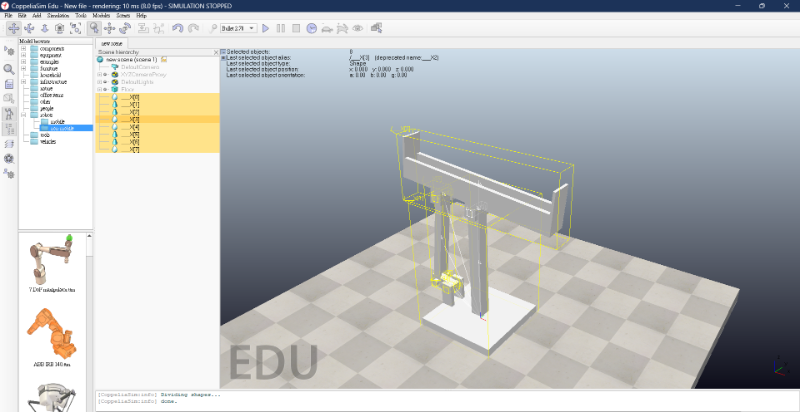 CoppeliaSim Edu - New file - rendering: 10 ms (8.0 fps) - SIMULATION STOPPED
File Edit Add Simulation Tools Modules Scenes Help
Bullet 2.78
Model browser
components
equipment
examples
furniture
household
infrastructure
nature
office items
other
people
robots
mobile
non-mobile
tools
vehicles
7 DoF manipulator.ttm
ABB IRB 140.ttm
new scene
Scene hierarchy
new scene (scene 1)
DefaultCamera
XYZCameraProxy
DefaultLights
Floor
___X[0]
___X[1]
___X[2]
___X[3]
___X[4]
___X[5]
___X[6]
___X[7]
Selected objects: 8
Last selected object alias: /___X[3] (deprecated name: ___X2)
Last selected object type: Shape
Last selected object position: x: 0.000 y: 0.000 z: 0.000
Last selected object orientation: a: 0.00 b: 0.00 g: 0.00
EDU
[CoppeliaSim:info] Dividing shapes...
[CoppeliaSim:info] done.